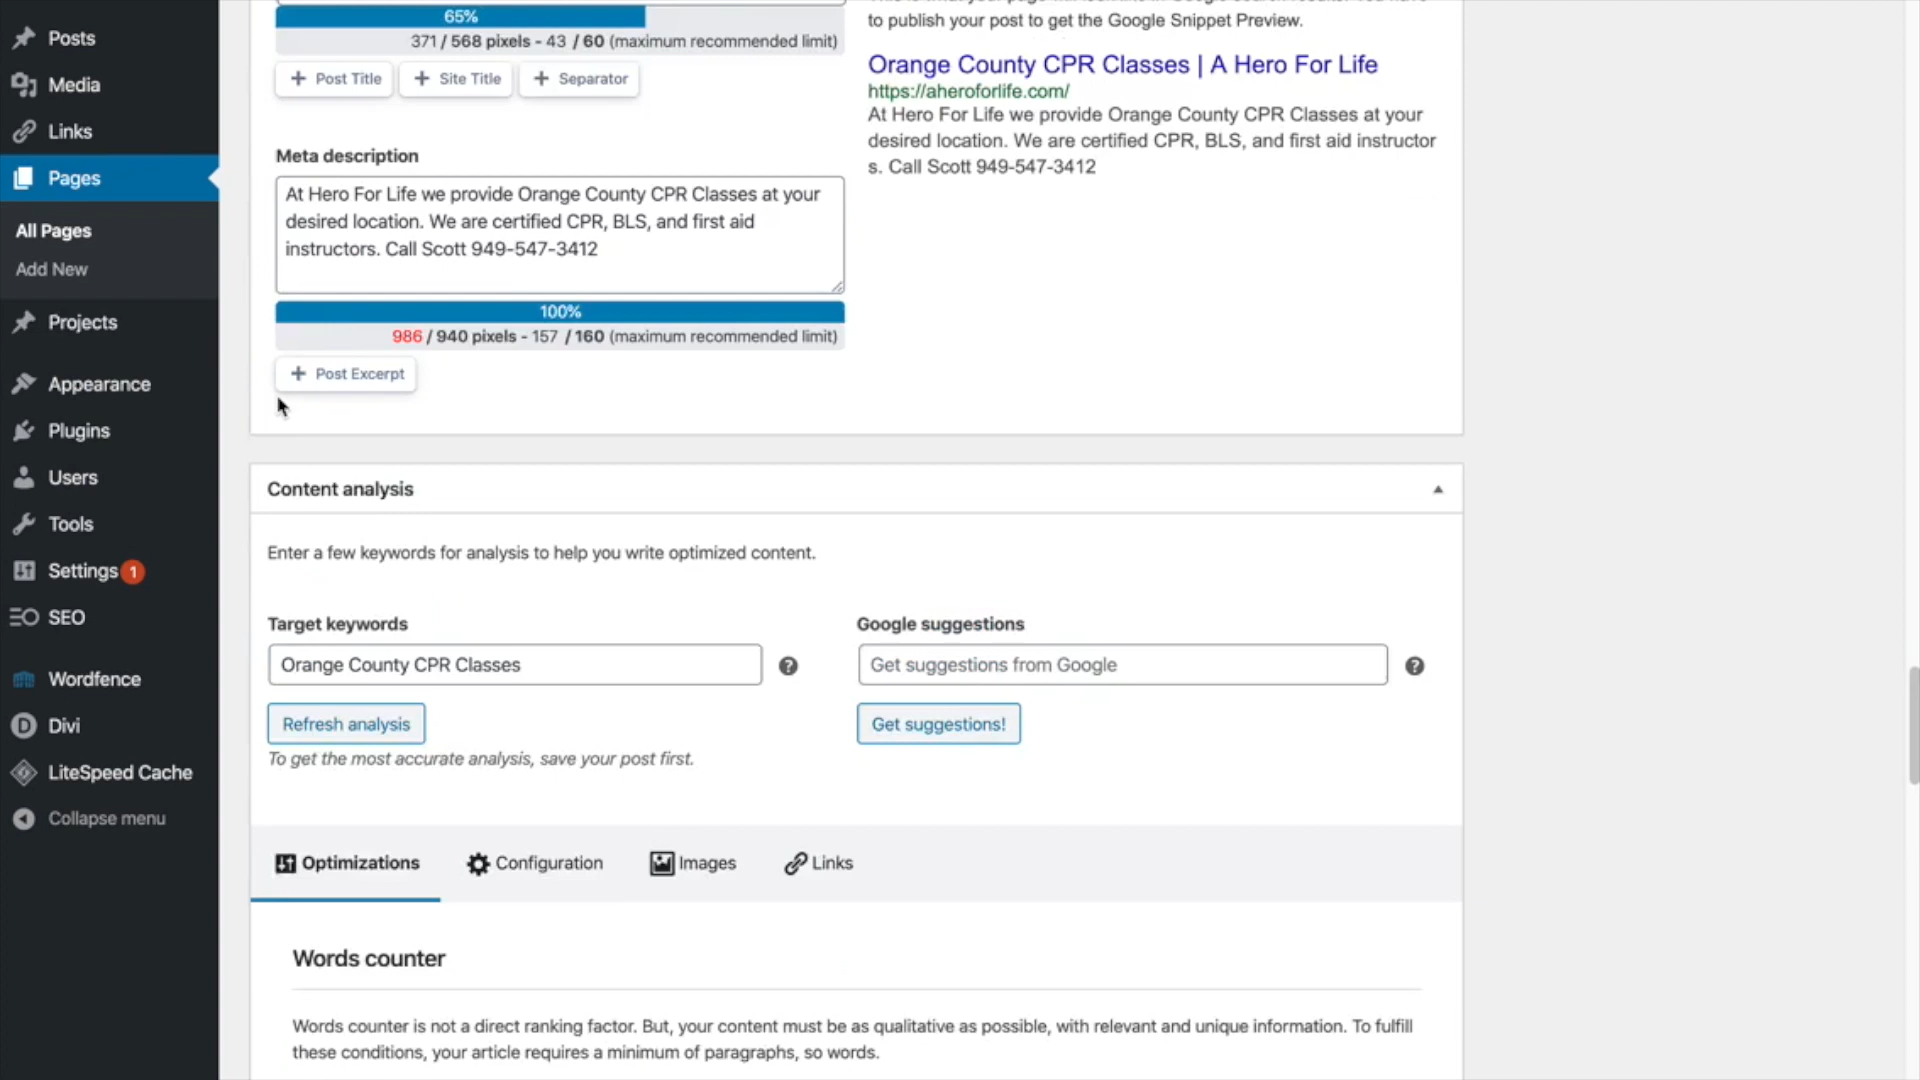 Posts
Media
Links
Pages
All Pages
Add New
Projects
Appearance
Plugins
Users
Tools
Settings 1
SEO
Wordfence
Divi
LiteSpeed Cache
Collapse menu
65%
371 / 568 pixels - 43 / 60 (maximum recommended limit)
+ Post Title
+ Site Title
+ Separator
Meta description
At Hero For Life we provide Orange County CPR Classes at your
desired location. We are certified CPR, BLS, and first aid
instructors. Call Scott 949-547-3412
100%
986 / 940 pixels - 157 / 160 (maximum recommended limit)
+ Post Excerpt
to publish your post to get the Google Snippet Preview.
Orange County CPR Classes | A Hero For Life
https://aheroforlife.com/
At Hero For Life we provide Orange County CPR Classes at your
desired location. We are certified CPR, BLS, and first aid instructor
s. Call Scott 949-547-3412
Content analysis
Enter a few keywords for analysis to help you write optimized content.
Target keywords
Orange County CPR Classes
Refresh analysis
To get the most accurate analysis, save your post first.
Google suggestions
Get suggestions from Google
Get suggestions!
Optimizations
Configuration
Images
Links
Words counter
Words counter is not a direct ranking factor. But, your content must be as qualitative as possible, with relevant and unique information. To fulfill
these conditions, your article requires a minimum of paragraphs, so words.